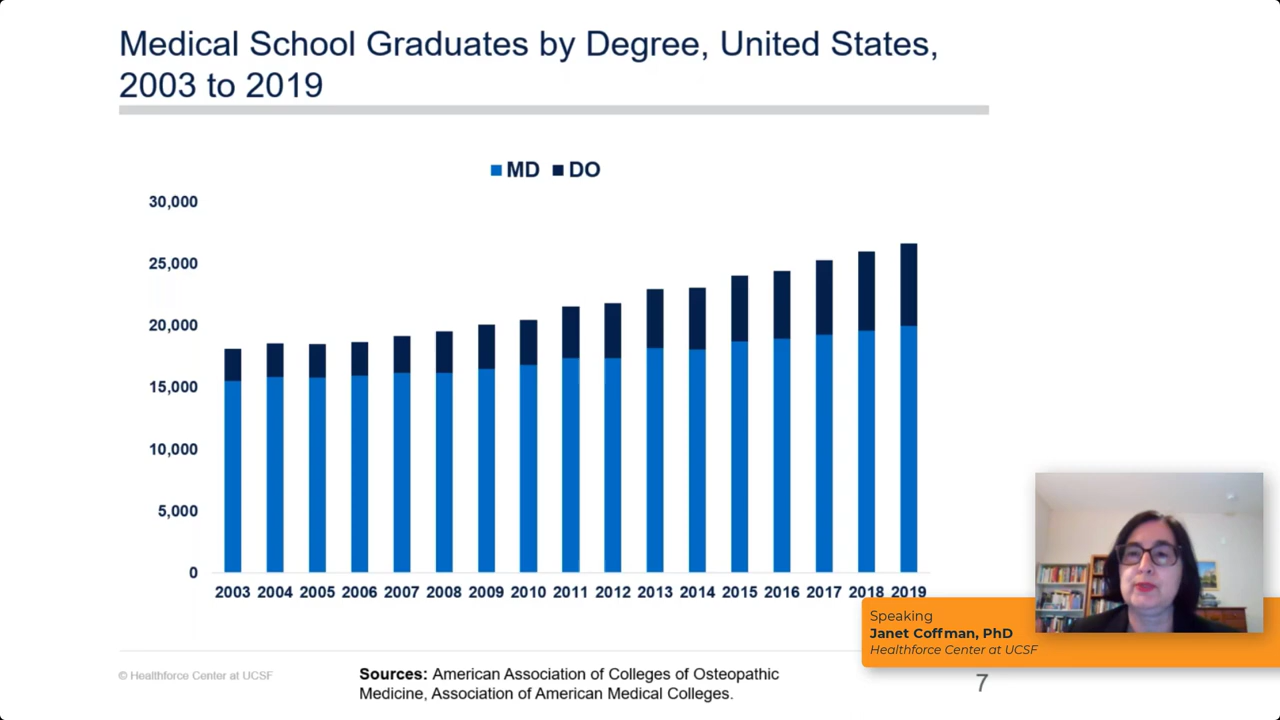 Medical School Graduates by Degree, United States,
2003 to 2019
MD DO
30,000
25,000
20,000
15,000
10,000
5,000
0
2003 2004 2005 2006 2007 2008 2009 2010 2011 2012 2013 2014 2015 2016 2017 2018 2019
Speaking
Janet Coffman, PhD
Healthforce Center at UCSF
© Healthforce Center at UCSF
Sources: American Association of Colleges of Osteopathic
Medicine, Association of American Medical Colleges.
7